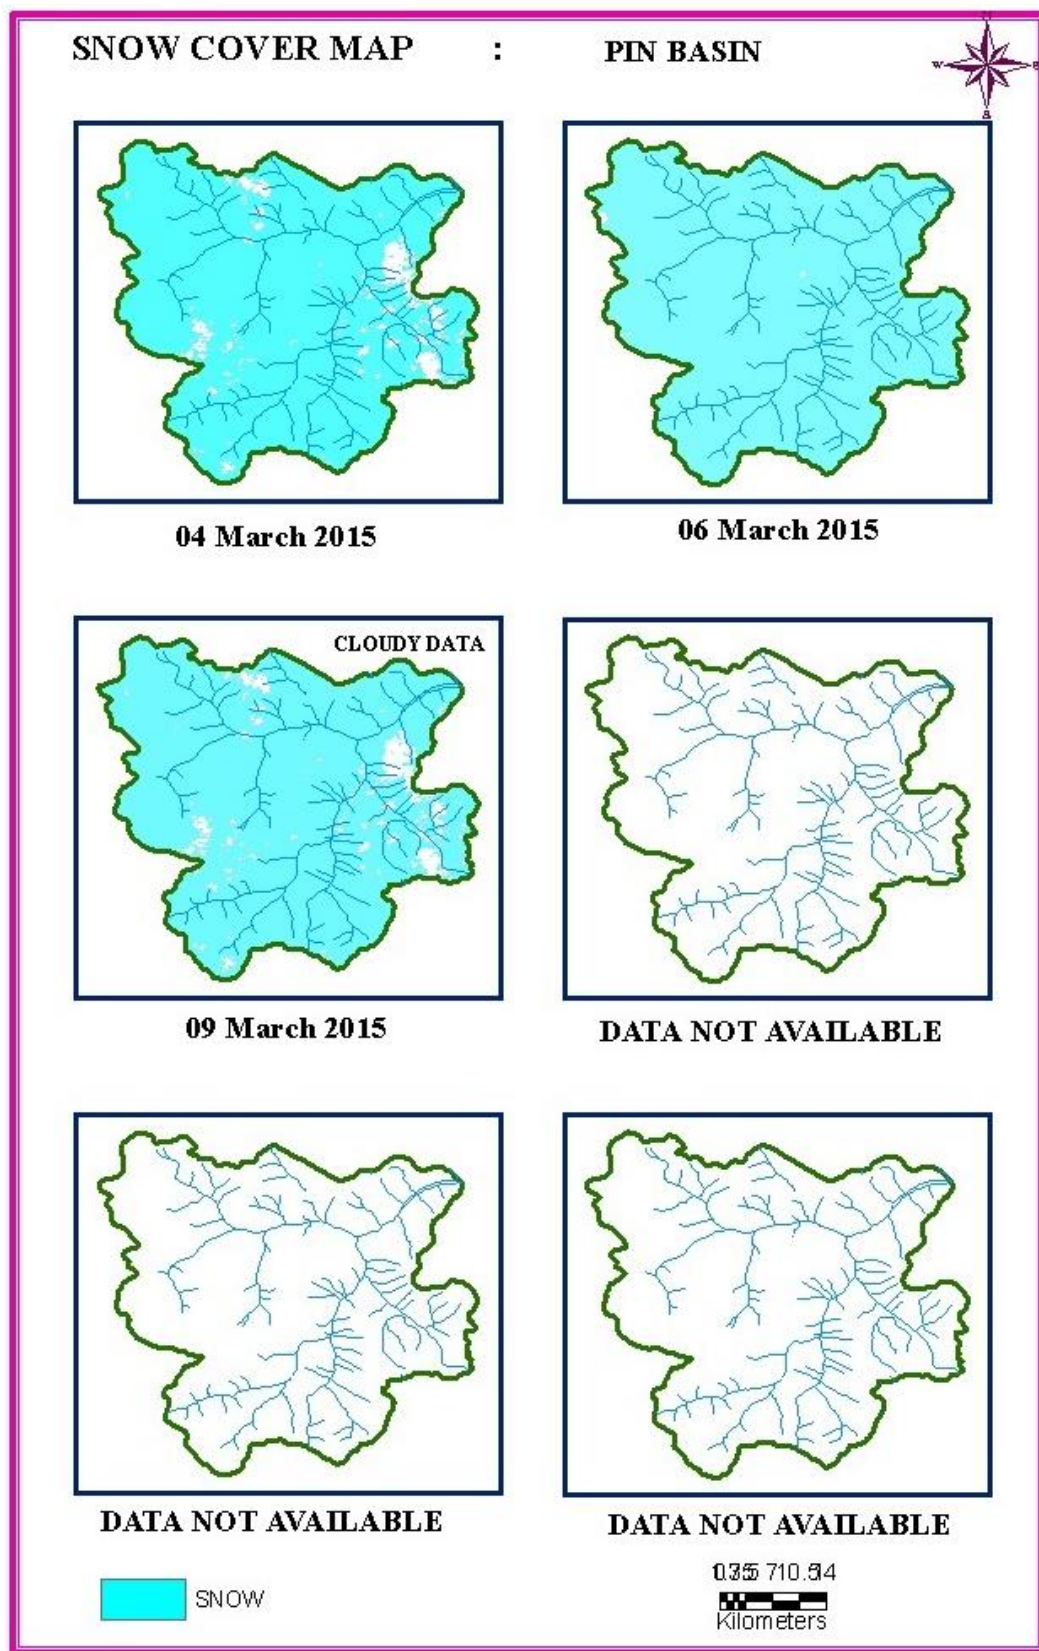 SNOW COVER MAP : PIN BASIN
N
W E
S
04 March 2015
06 March 2015
CLOUDY DATA
09 March 2015
DATA NOT AVAILABLE
DATA NOT AVAILABLE
DATA NOT AVAILABLE
SNOW
Kilometers